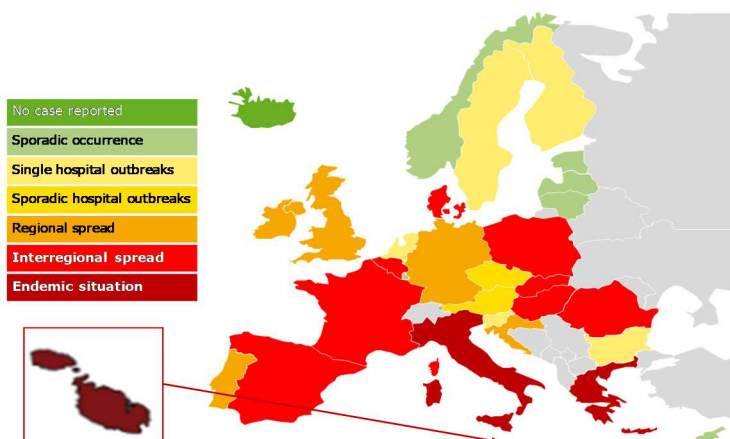 No case reported
Sporadic occurrence
Single hospital outbreaks
Sporadic hospital outbreaks
Regional spread
Interregional spread
Endemic situation